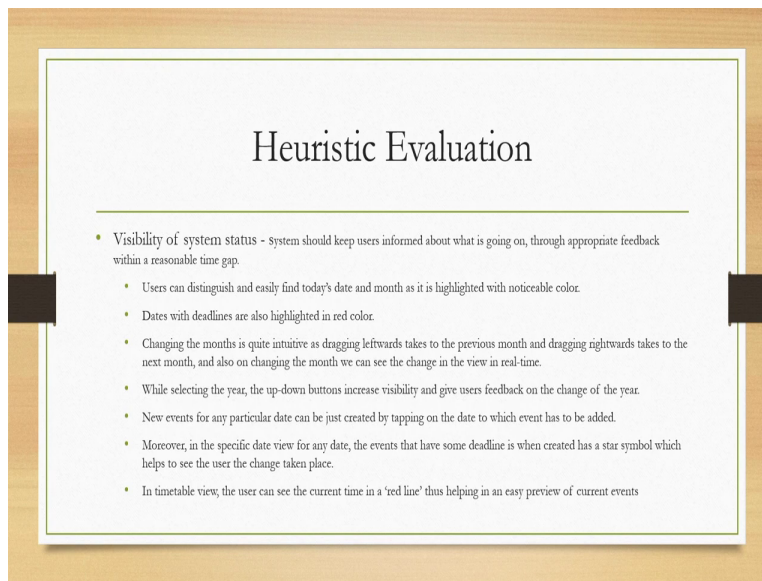 Heuristic Evaluation
• Visibility of system status - system should keep users informed about what is going on, through appropriate feedback
within a reasonable time gap.
• Users can distinguish and easily find today's date and month as it is highlighted with noticeable color.
• Dates with deadlines are also highlighted in red color.
• Changing the months is quite intuitive as dragging leftwards takes to the previous month and dragging rightwards takes to the
next month, and also on changing the month we can see the change in the view in real-time.
• While selecting the year, the up-down buttons increase visibility and give users feedback on the change of the year.
• New events for any particular date can be just created by tapping on the date to which event has to be added.
• Moreover, in the specific date view for any date, the events that have some deadline is when created has a star symbol which
helps to see the user the change taken place.
• In timetable view, the user can see the current time in a 'red line' thus helping in an easy preview of current events